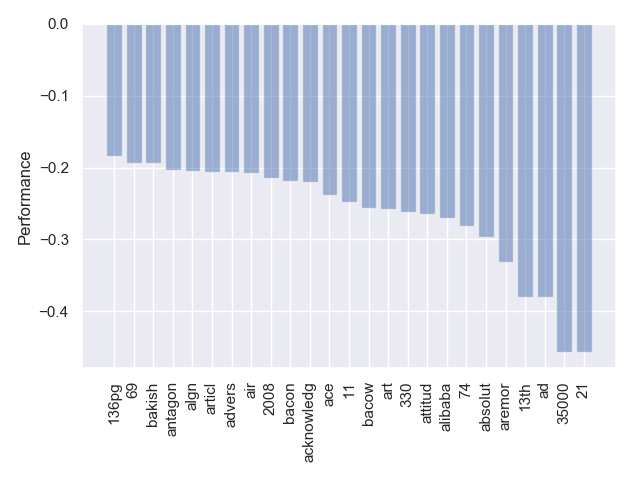 0.0
−0.1
−0.2
−0.3
−0.4
Performance
136pg
69
bakish
antagon
algn
articl
advers
air
2008
bacon
acknowledg
ace
11
bacow
art
330
attitud
alibaba
74
absolut
aremor
13th
ad
35000
21